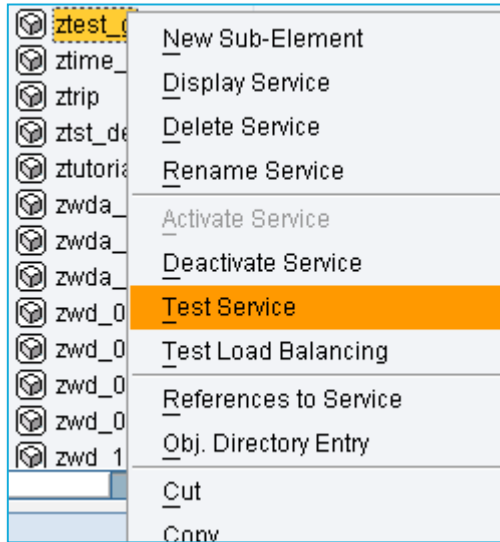 ztest_
ztime_
ztrip
ztst_de
ztutoria
zwda_
zwda_
zwda_
zwd_0
zwd_0
zwd_0
zwd_0
zwd_1
New Sub-Element
Display Service
Delete Service
Rename Service
Activate Service
Deactivate Service
Test Service
Test Load Balancing
References to Service
Obj. Directory Entry
Cut
Copy